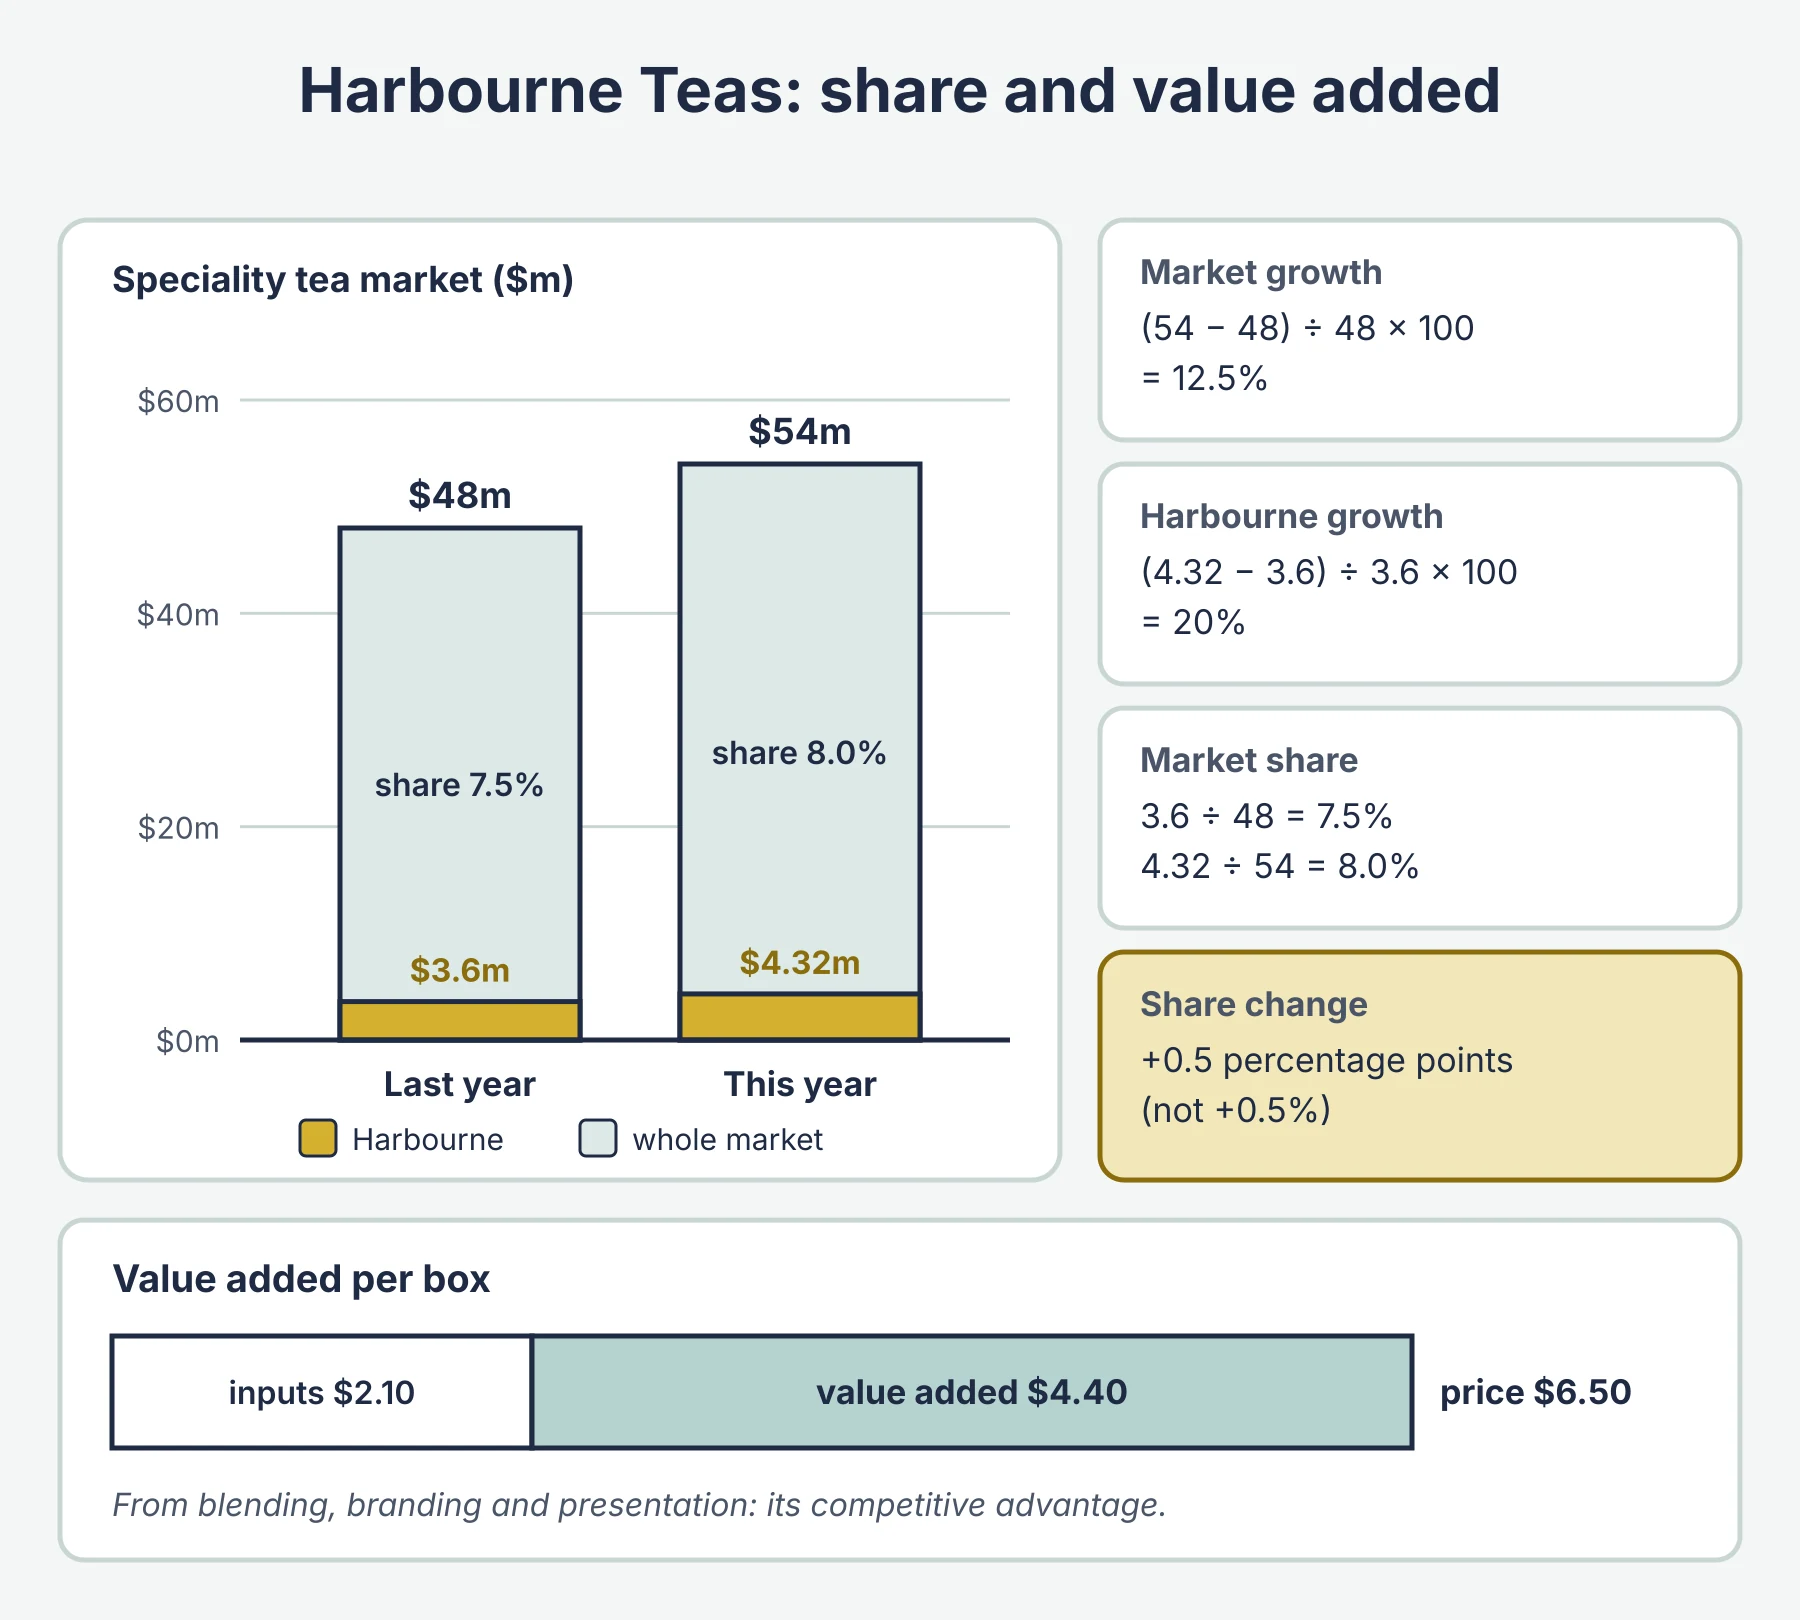 Harbourne Teas: share and value added
Speciality tea market ($m)
$60m
$40m
$20m
$0m
$48m
share 7.5%
$3.6m
$54m
share 8.0%
$4.32m
Last year
This year
Harbourne
whole market
Market growth
(54 − 48) ÷ 48 × 100
= 12.5%
Harbourne growth
(4.32 − 3.6) ÷ 3.6 × 100
= 20%
Market share
3.6 ÷ 48 = 7.5%
4.32 ÷ 54 = 8.0%
Share change
+0.5 percentage points
(not +0.5%)
Value added per box
inputs $2.10
value added $4.40
price $6.50
From blending, branding and presentation: its competitive advantage.